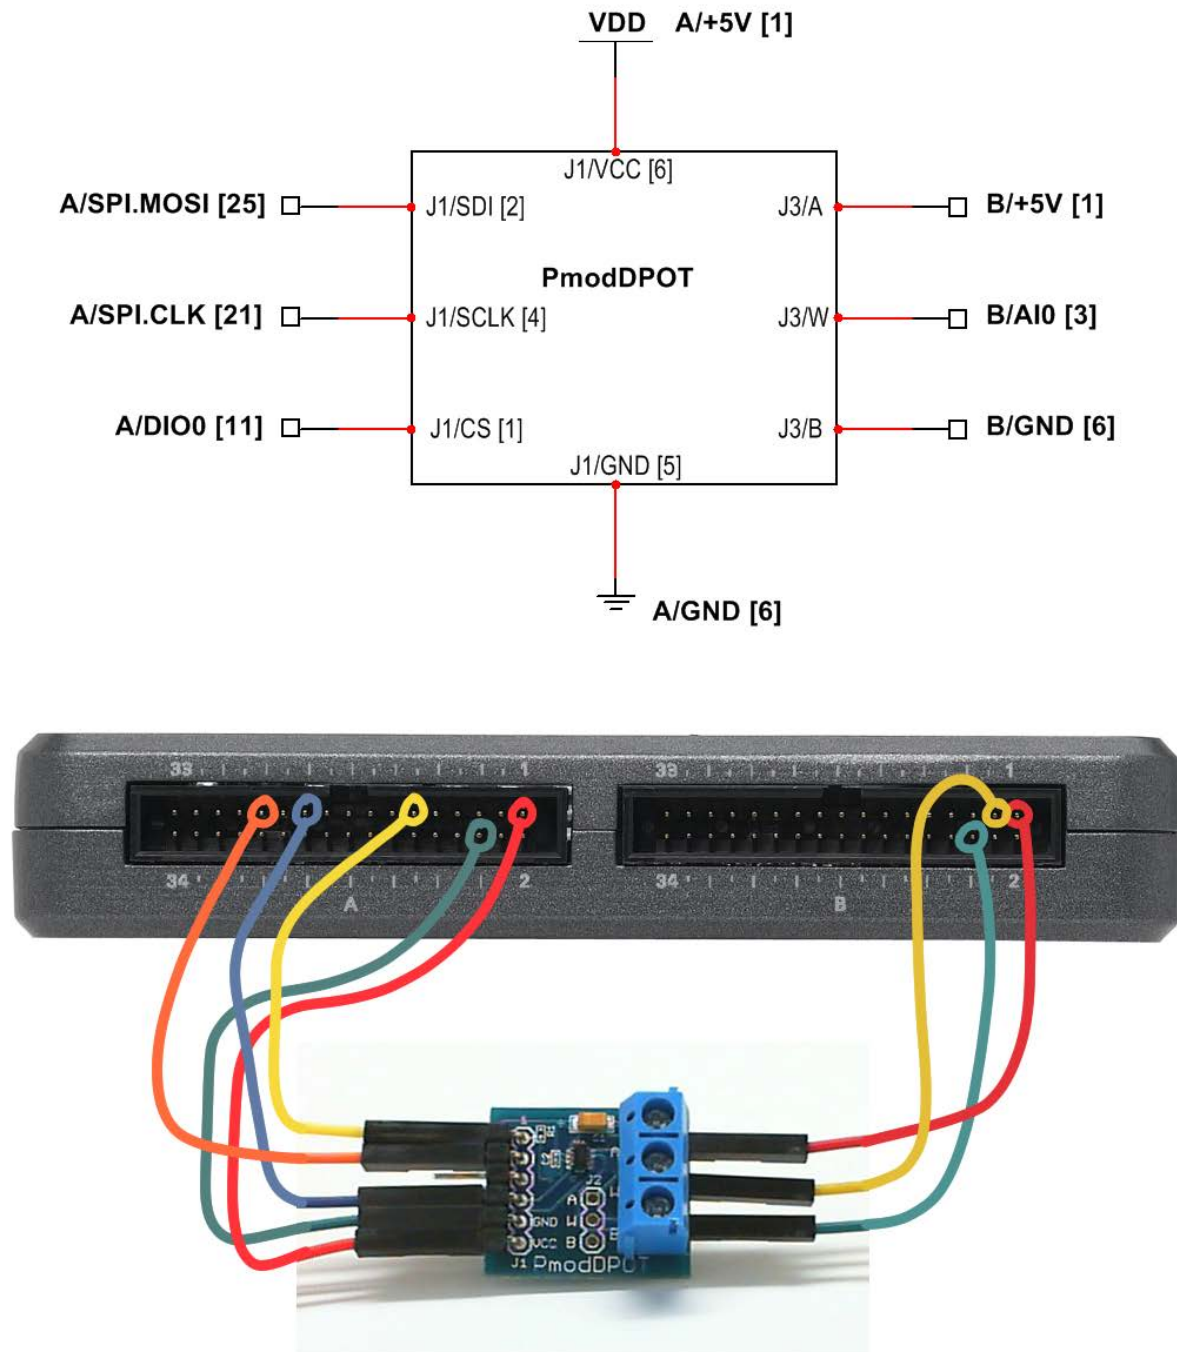 VDD A/+5V [1]
J1/VCC [6]
A/SPI.MOSI [25] J1/SDI [2] J3/A B/+5V [1]
PmodDPOT
A/SPI.CLK [21] J1/SCLK [4] J3/W B/AI0 [3]
A/DIO0 [11] J1/CS [1] J3/B B/GND [6]
J1/GND [5]
A/GND [6]
33 1 33 1
34 2 34 2
A B
J2
A
GND W
VCC B
J1 PmodDPOT